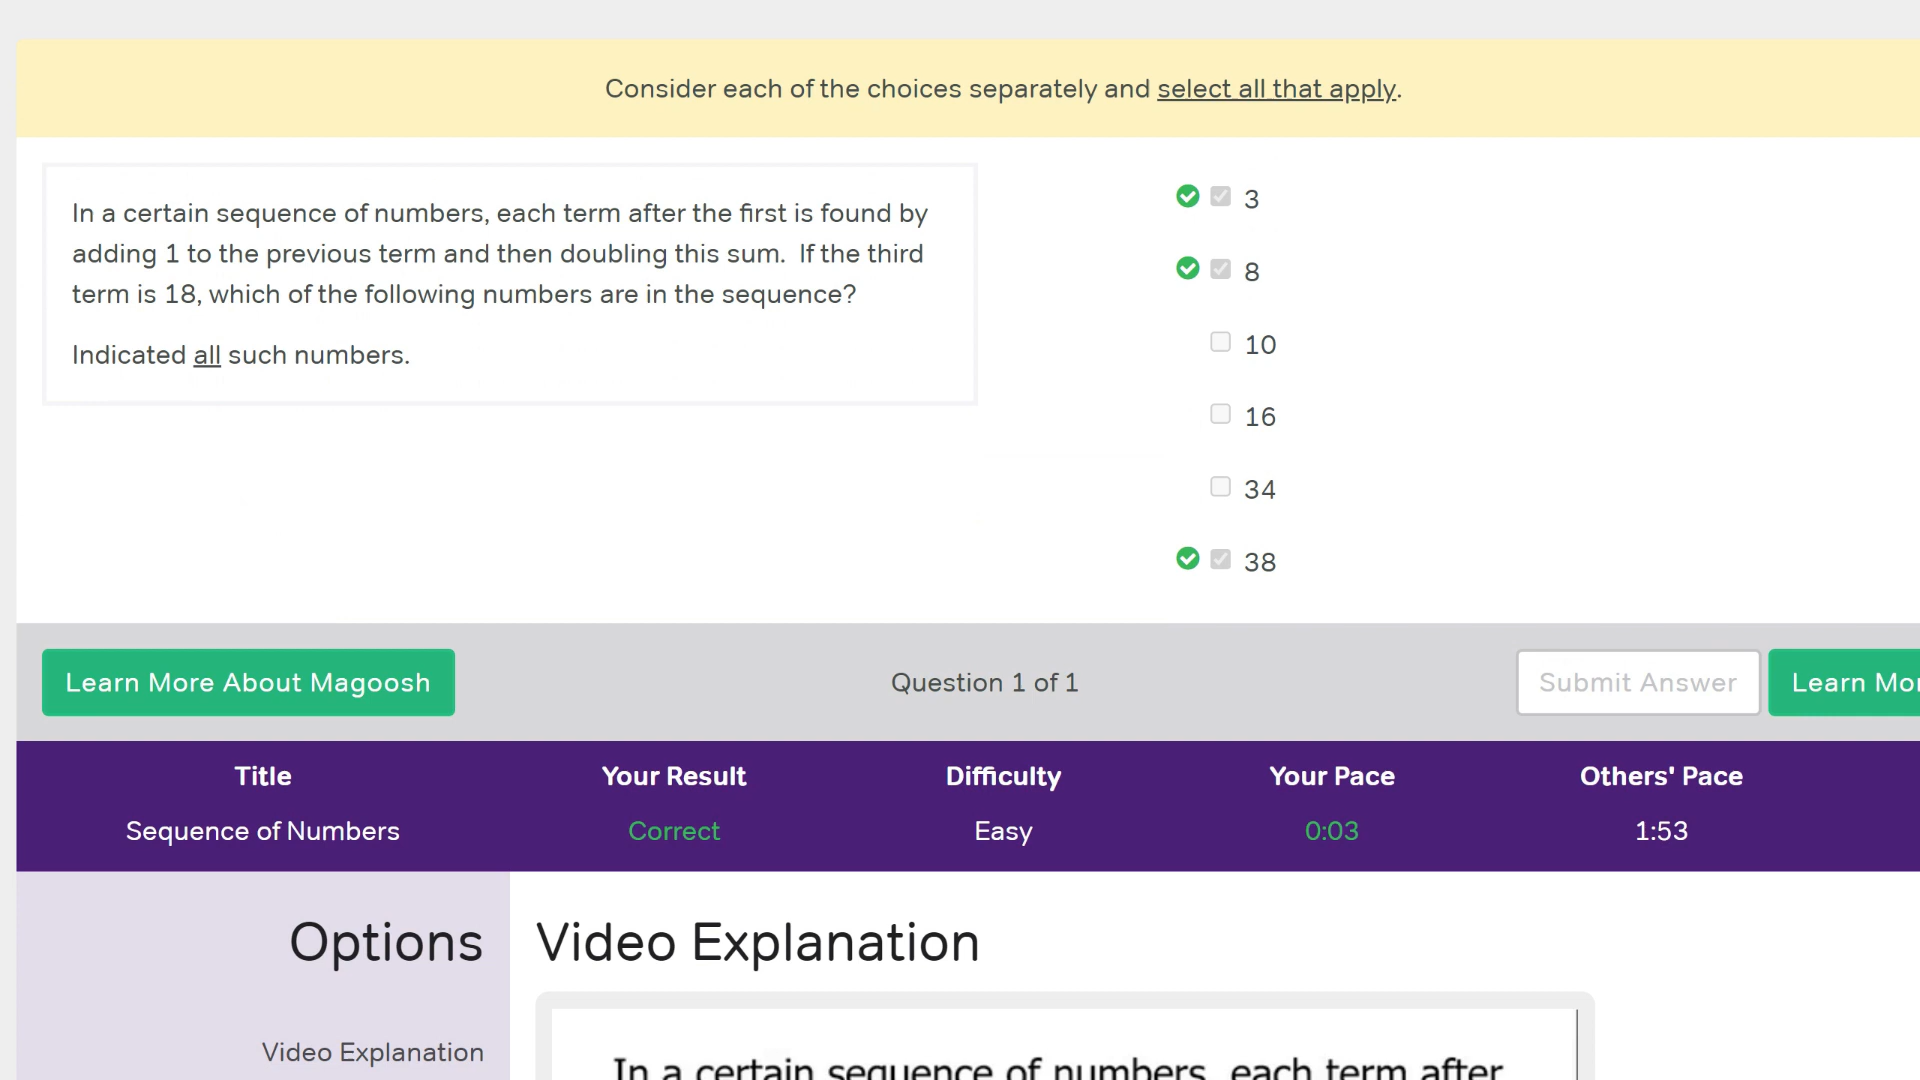 Consider each of the choices separately and select all that apply.
In a certain sequence of numbers, each term after the first is found by
adding 1 to the previous term and then doubling this sum. If the third
term is 18, which of the following numbers are in the sequence?
Indicated all such numbers.
3
8
10
16
34
38
Learn More About Magoosh
Question 1 of 1
Submit Answer
Learn Mor
Title
Your Result
Difficulty
Your Pace
Others' Pace
Sequence of Numbers
Correct
Easy
0:03
1:53
Options
Video Explanation
Video Explanation
In a certain sequence of numbers, each term after